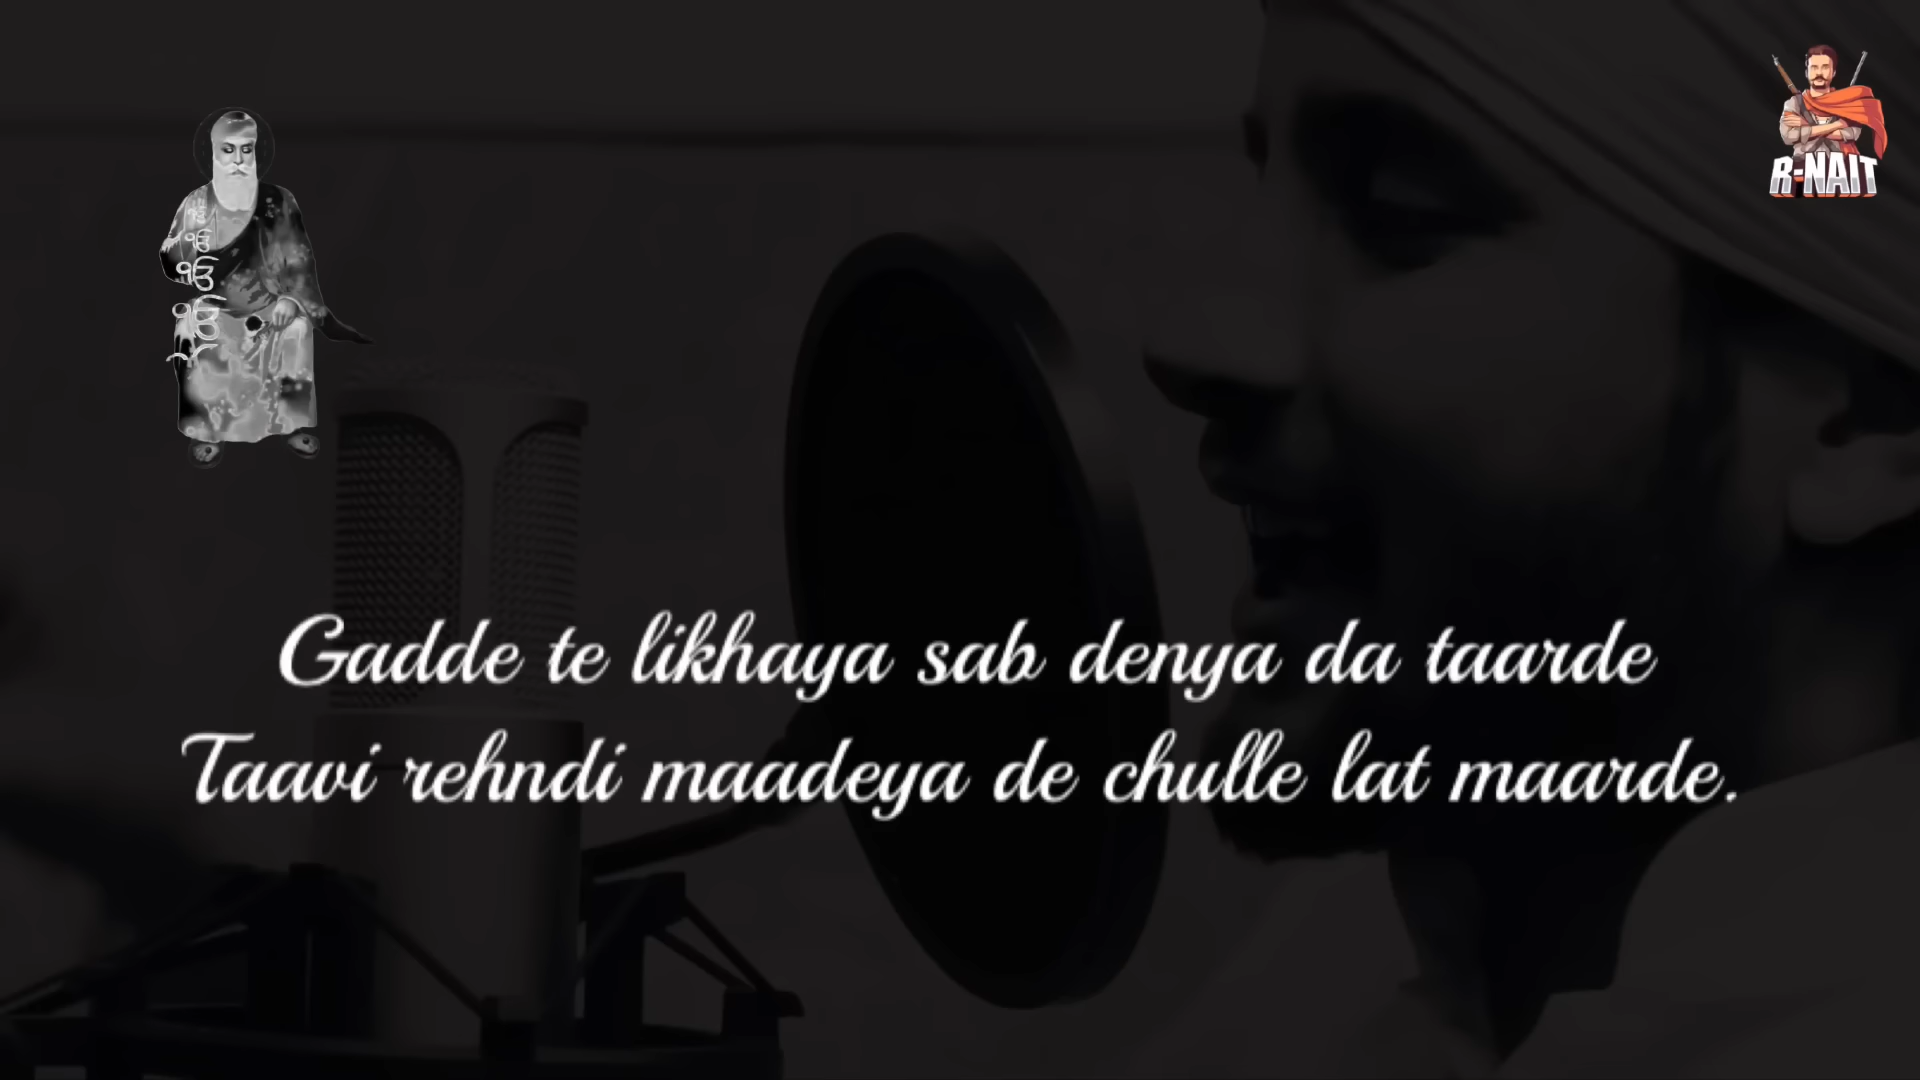 R-NAIT
Gadde te likhaya sab denya da taarde
Taavi rehndi maadeya de chulle lat maarde.